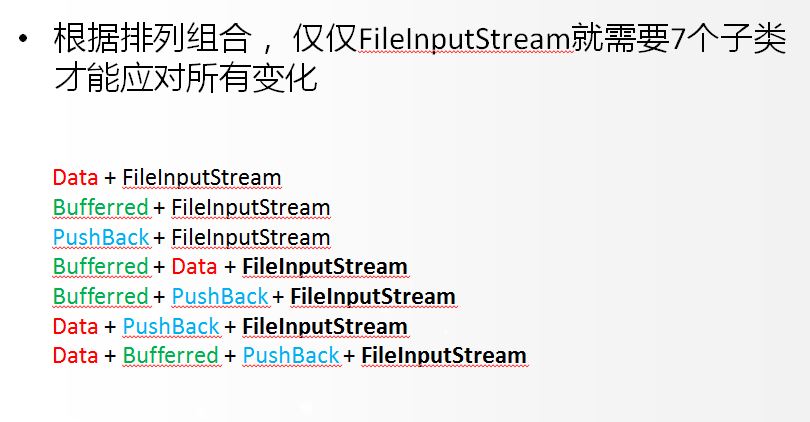 • 根据排列组合， 仅仅FileInputStream就需要7个子类
才能应对所有变化
Data + FileInputStream
Bufferred + FileInputStream
PushBack + FileInputStream
Bufferred + Data + FileInputStream
Bufferred + PushBack + FileInputStream
Data + PushBack + FileInputStream
Data + Bufferred + PushBack + FileInputStream